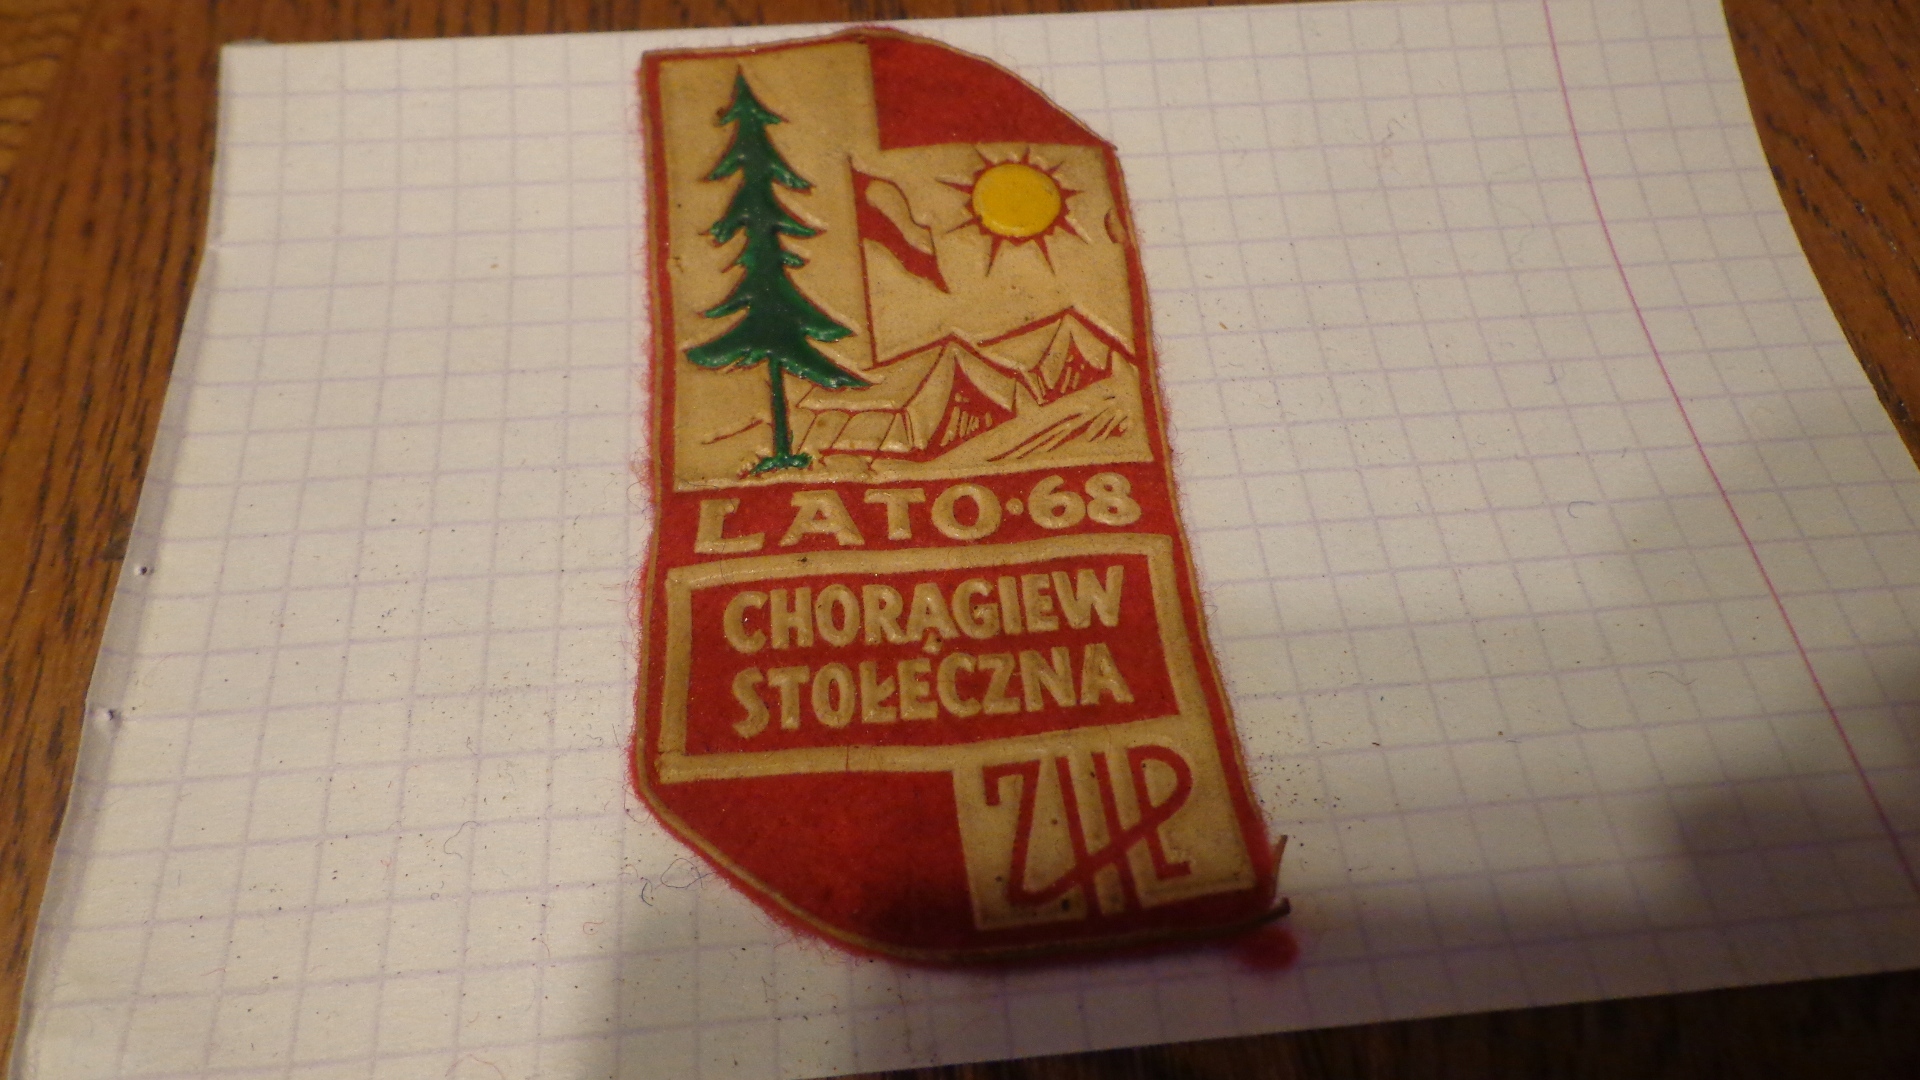 LATO·68
CHORĄGIEW
STOŁECZNA
ZHP